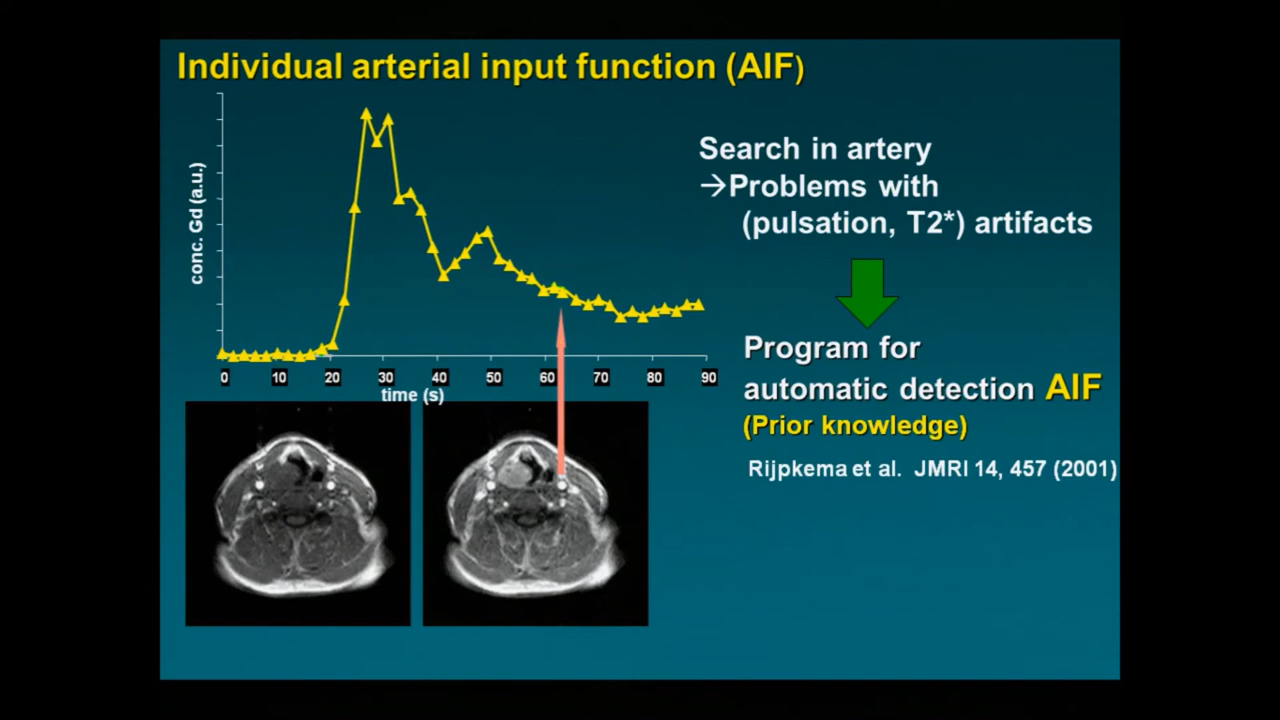 Individual arterial input function (AIF)
conc. Gd (a.u.)
0 10 20 30 40 50 60 70 80 90
time (s)
Search in artery
→Problems with
(pulsation, T2*) artifacts
Program for
automatic detection AIF
(Prior knowledge)
Rijpkema et al. JMRI 14, 457 (2001)